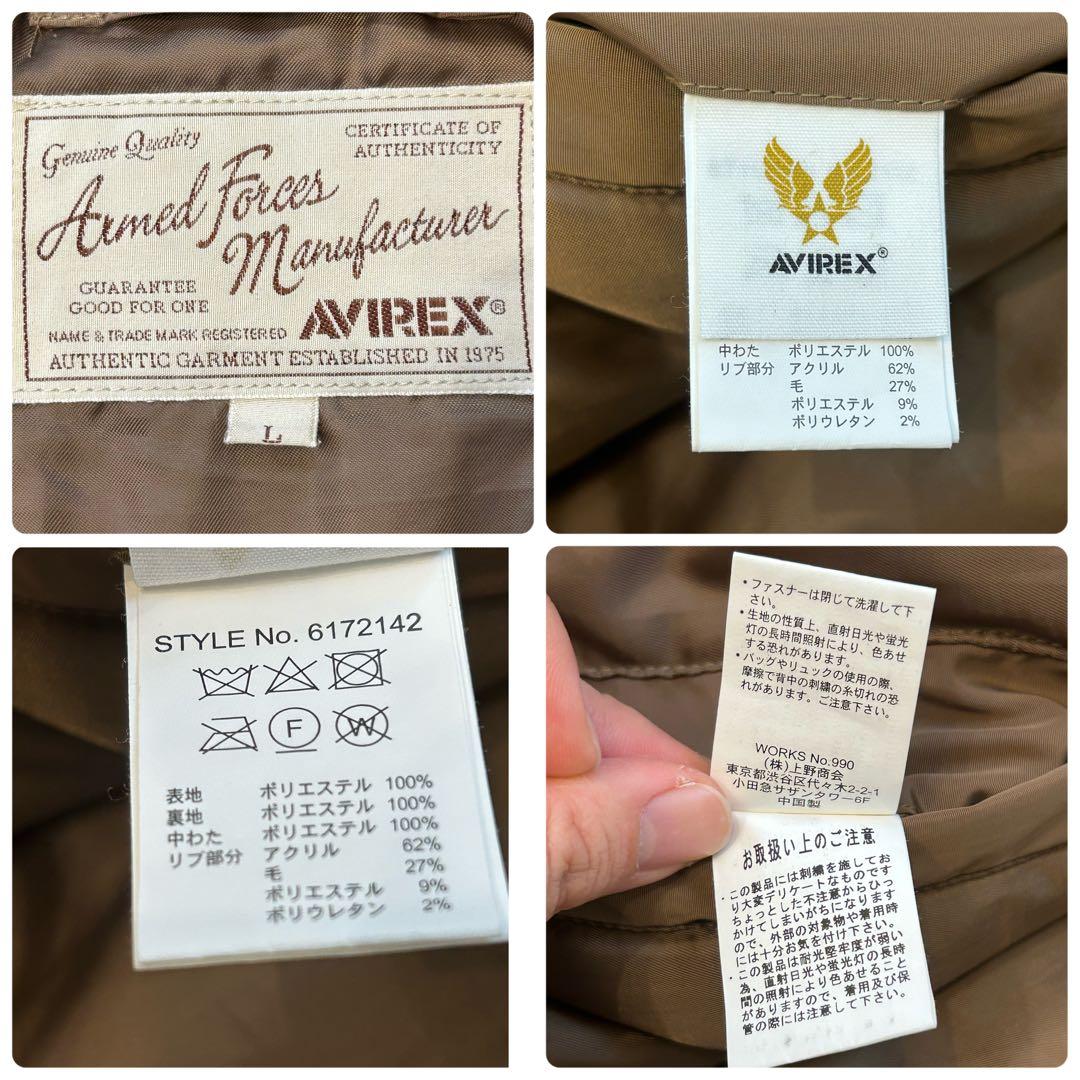 Genuine Quality
CERTIFICATE OF
AUTHENTICITY
Armed Forces
Manufacturer
GUARANTEE
GOOD FOR ONE
NAME & TRADE MARK REGISTERED
AVIREX®
AUTHENTIC GARMENT ESTABLISHED IN 1975
L
AVIREX®
中わた ポリエステル 100%
リブ部分 アクリル 62%
毛 27%
ポリエステル 9%
ポリウレタン 2%
STYLE No. 6172142
F
W
表地 ポリエステル 100%
裏地 ポリエステル 100%
中わた ポリエステル 100%
リブ部分 アクリル 62%
毛 27%
ポリエステル 9%
ポリウレタン 2%
・ファスナーは閉じて洗濯して下
さい。
・生地の性質上、直射日光や蛍光
灯の長時間照射により、色あせ
する恐れがあります。
・バッグやリュックの使用の際、
摩擦で背中の刺繍の糸切れの恐
れがあります。ご注意下さい。
WORKS No.990
(株)上野商会
東京都渋谷区代々木2-2-1
小田急サザンタワー6F
中国製
お取扱い上のご注意
・この製品には刺繍を施してお
り大変デリケートなものです
ちょっとした不注意からひっ
かけてしまいがちになります
ので、外部の対象物や着用時
には十分お気を付け下さい。
・この製品は耐光堅牢度が弱い
為、直射日光や蛍光灯の長時
間の照射により色あせること
がありますので、着用及び保
管の際には注意して下さい。